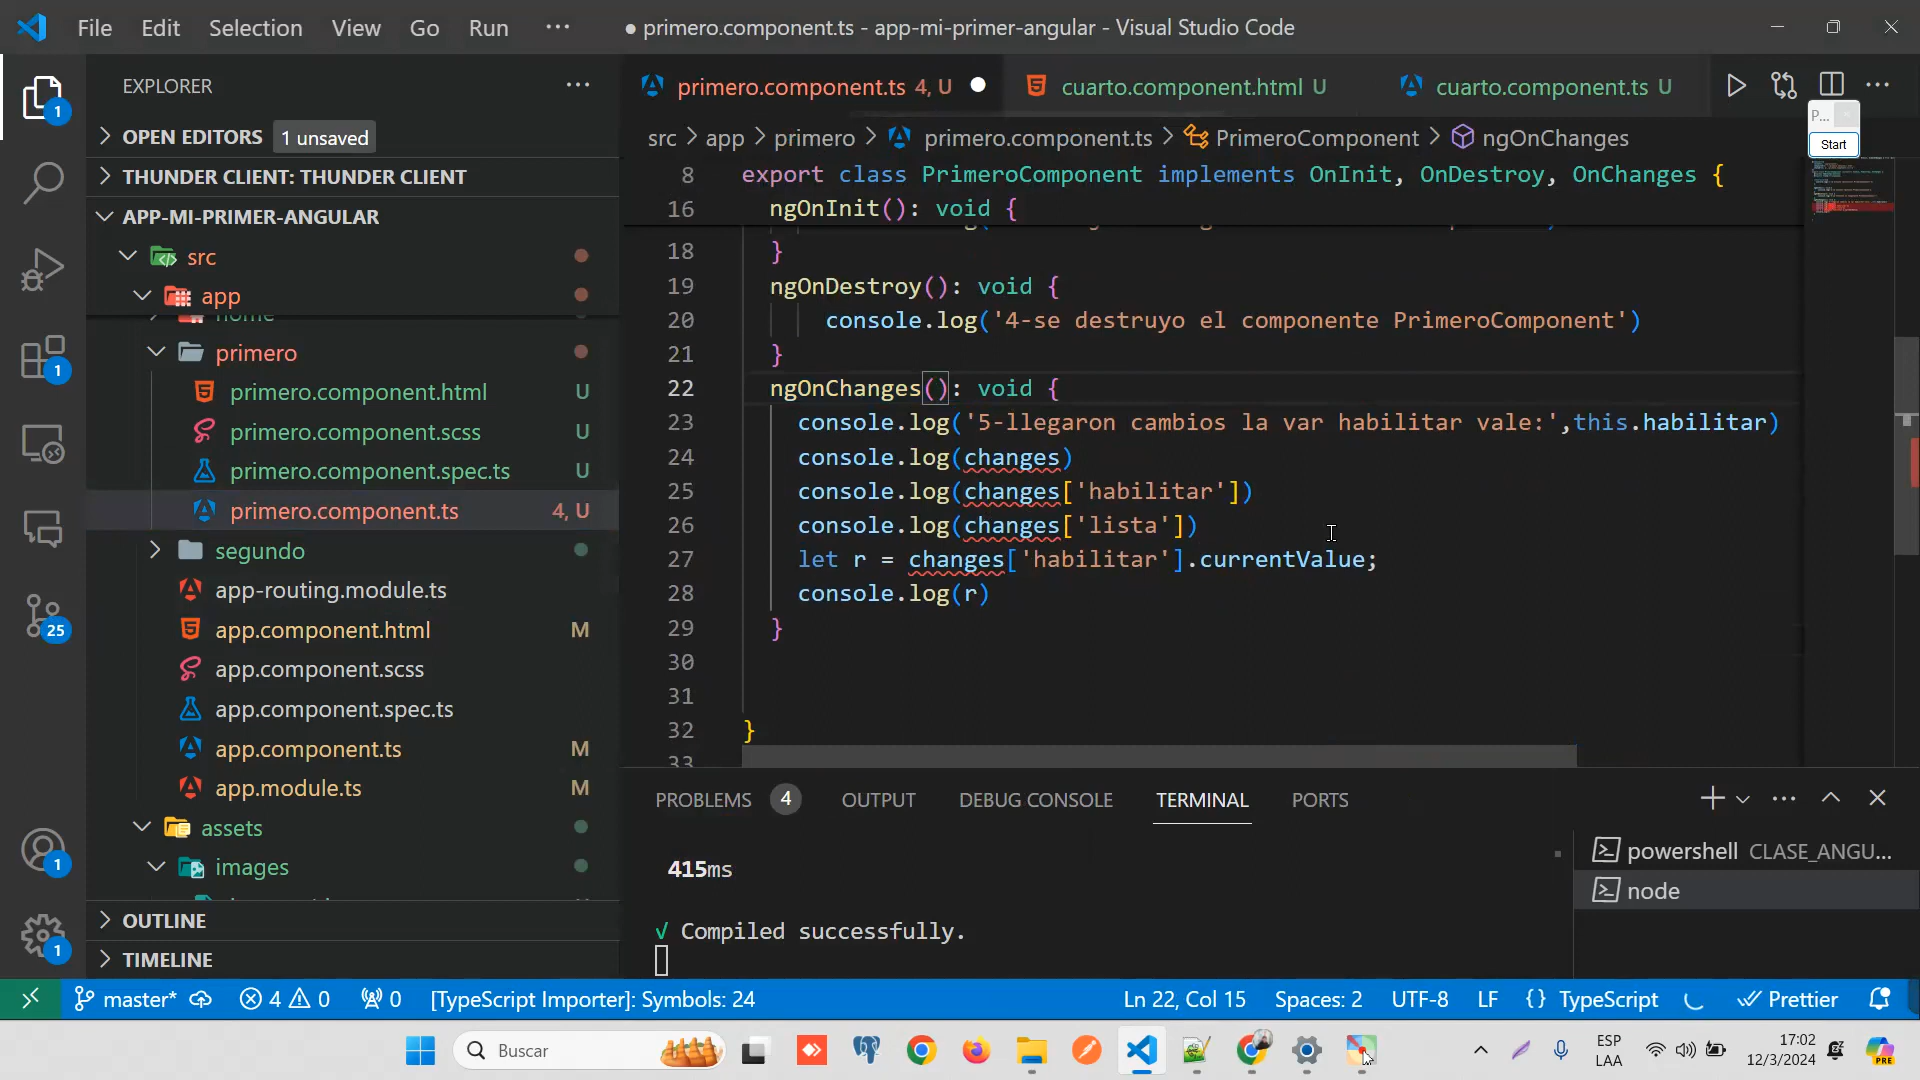 File Edit Selection View Go Run ···
● primero.component.ts - app-mi-primer-angular - Visual Studio Code
EXPLORER
OPEN EDITORS 1 unsaved
THUNDER CLIENT: THUNDER CLIENT
APP-MI-PRIMER-ANGULAR
src
app
primero
primero.component.html U
primero.component.scss U
primero.component.spec.ts U
primero.component.ts 4, U
segundo
app-routing.module.ts
app.component.html M
app.component.scss
app.component.spec.ts
app.component.ts M
app.module.ts M
assets
images
OUTLINE
TIMELINE
1
1
25
1
1
primero.component.ts 4, U
cuarto.component.html U
cuarto.component.ts U
P...
Start
src > app > primero > primero.component.ts > PrimeroComponent > ngOnChanges
8 export class PrimeroComponent implements OnInit, OnDestroy, OnChanges {
16 ngOnInit(): void {
18 }
19 ngOnDestroy(): void {
20 console.log('4-se destruyo el componente PrimeroComponent')
21 }
22 ngOnChanges(): void {
23 console.log('5-llegaron cambios la var habilitar vale:',this.habilitar)
24 console.log(changes)
25 console.log(changes['habilitar'])
26 console.log(changes['lista'])
27 let r = changes['habilitar'].currentValue;
28 console.log(r)
29 }
30
31
32 }
33
PROBLEMS 4 OUTPUT DEBUG CONSOLE TERMINAL PORTS
415ms
√ Compiled successfully.
powershell CLASE_ANGU...
node
master* 4 0 0 [TypeScript Importer]: Symbols: 24
Ln 22, Col 15 Spaces: 2 UTF-8 LF {} TypeScript Prettier
Buscar
ESP
LAA
17:02
12/3/2024
PRE